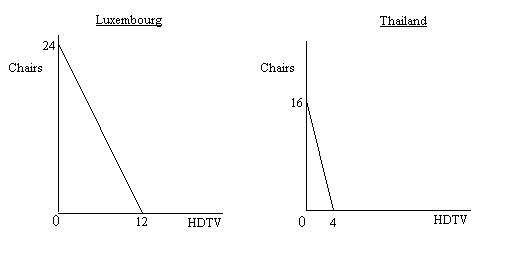 Luxembourg
24
Chairs
0
12
HDTV
Thailand
Chairs
16
0
4
HDTV